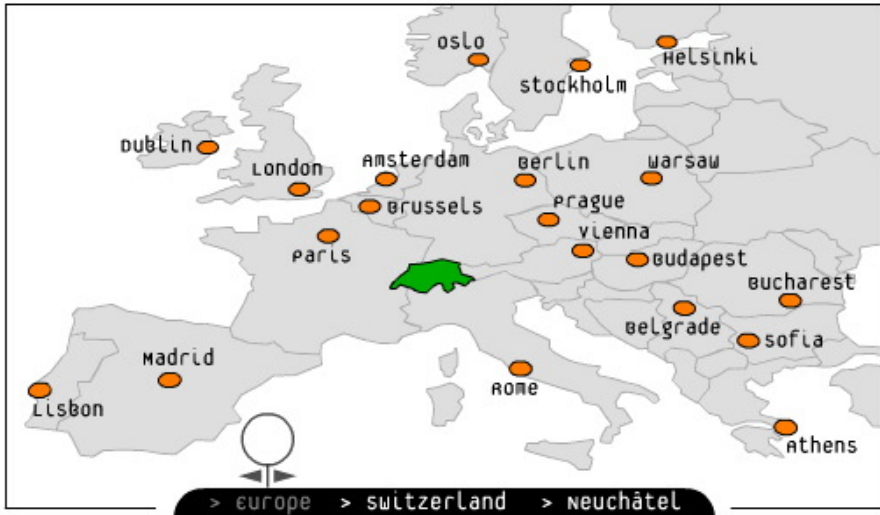 Oslo
Helsinki
Stockholm
Dublin
London
Amsterdam
Berlin
Warsaw
Brussels
Prague
Vienna
Paris
Budapest
Bucharest
Belgrade
Sofia
Madrid
Rome
Lisbon
Athens
> Europe > Switzerland > Neuchâtel